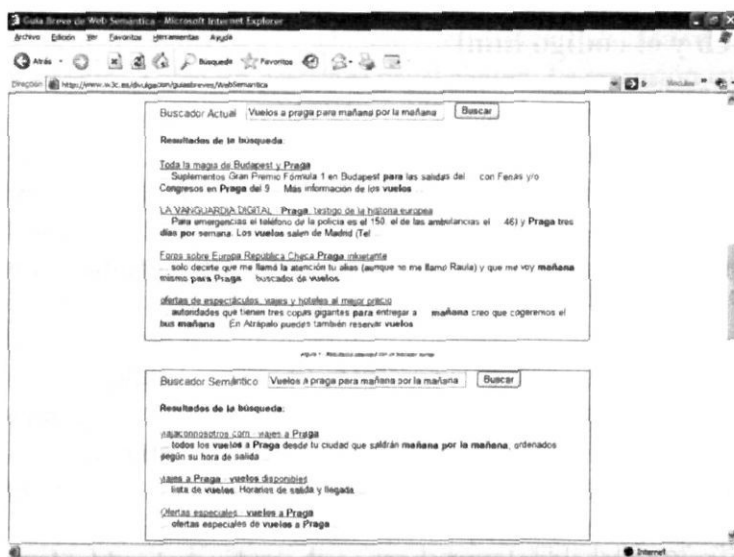 Guía Breve de Web Semántica - Microsoft Internet Explorer
Archivo Edición Ver Favoritos Herramientas Ayuda
Atrás Búsqueda Favoritos
Dirección http://www.w3c.es/divulgacion/guiasbreves/WebSemantica Vínculos
Buscador Actual Vuelos a praga para mañana por la mañana Buscar
Resultados de la búsqueda:
Toda la magia de Budapest y Praga
Suplementos Gran Premio Fórmula 1 en Budapest para las salidas del con Ferias y/o
Congresos en Praga del 9 Más información de los vuelos ...
LA VANGUARDIA DIGITAL Praga, testigo de la historia europea
Para emergencias el teléfono de la policía es el 150, el de las ambulancias el 46) y Praga tres
días por semana. Los vuelos salen de Madrid (Tel ...
Foros sobre Europa República Checa Praga
... solo decirte que me llamó la atención tu alias (aunque no me llamo Raula) y que me voy mañana
mismo para Praga buscador de vuelos
ofertas de espectáculos, viajes y hoteles al mejor precio
autoridades que tienen tres copas gigantes para entregar a mañana creo que cogeremos el
bus mañana En Atrápalo puedes también reservar vuelos
Buscador Semántico Vuelos a praga para mañana por la mañana Buscar
Resultados de la búsqueda:
viajaconnosotros.com viajes a Praga
... todos los vuelos a Praga desde tu ciudad que saldrán mañana por la mañana, ordenados
según su hora de salida ...
viajes a Praga vuelos disponibles
... lista de vuelos. Horarios de salida y llegada ...
Ofertas especiales vuelos a Praga
... ofertas especiales de vuelos a Praga
Internet